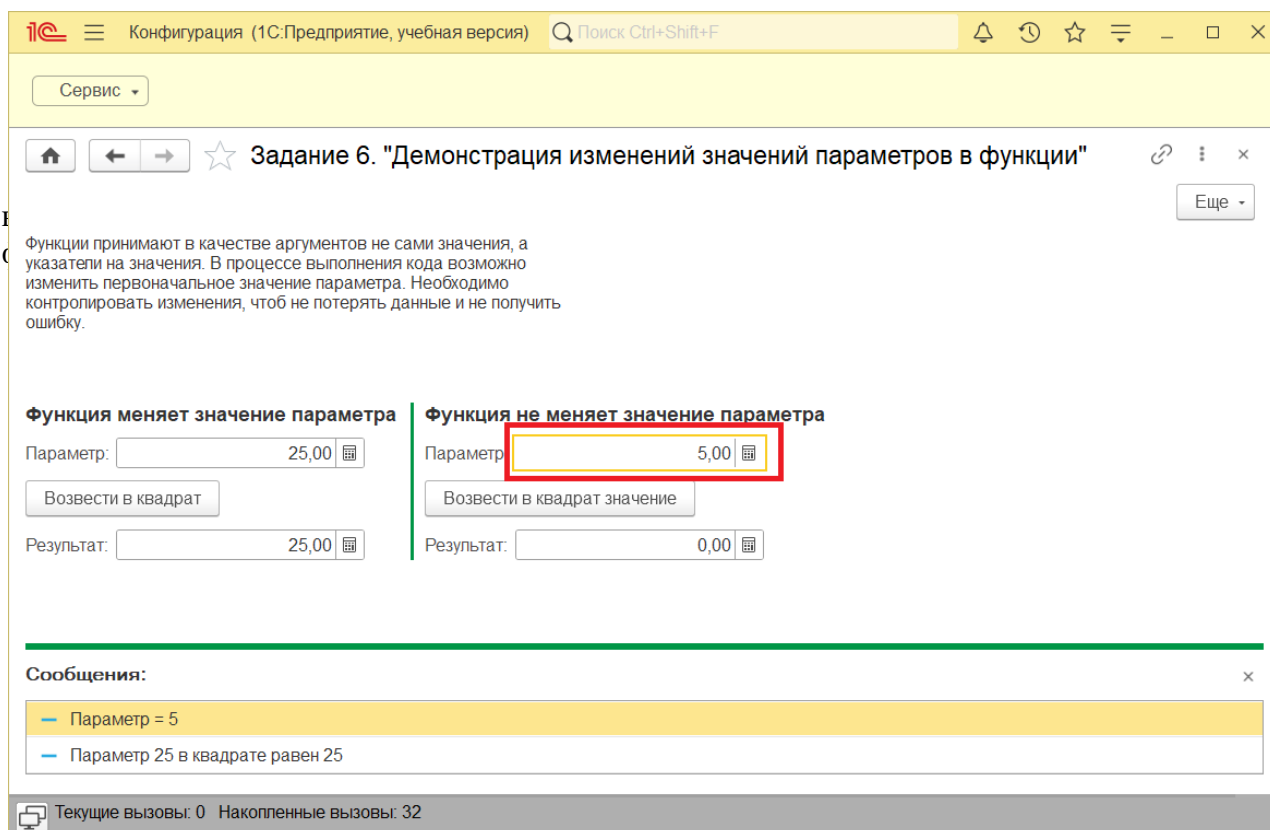 1С Конфигурация (1С:Предприятие, учебная версия) Поиск Ctrl+Shift+F
Сервис
Задание 6. "Демонстрация изменений значений параметров в функции"
Еще
Функции принимают в качестве аргументов не сами значения, а
указатели на значения. В процессе выполнения кода возможно
изменить первоначальное значение параметра. Необходимо
контролировать изменения, чтоб не потерять данные и не получить
ошибку.
Функция меняет значение параметра
Параметр: 25,00
Возвести в квадрат
Результат: 25,00
Функция не меняет значение параметра
Параметр 5,00
Возвести в квадрат значение
Результат: 0,00
Сообщения:
Параметр = 5
Параметр 25 в квадрате равен 25
Текущие вызовы: 0 Накопленные вызовы: 32